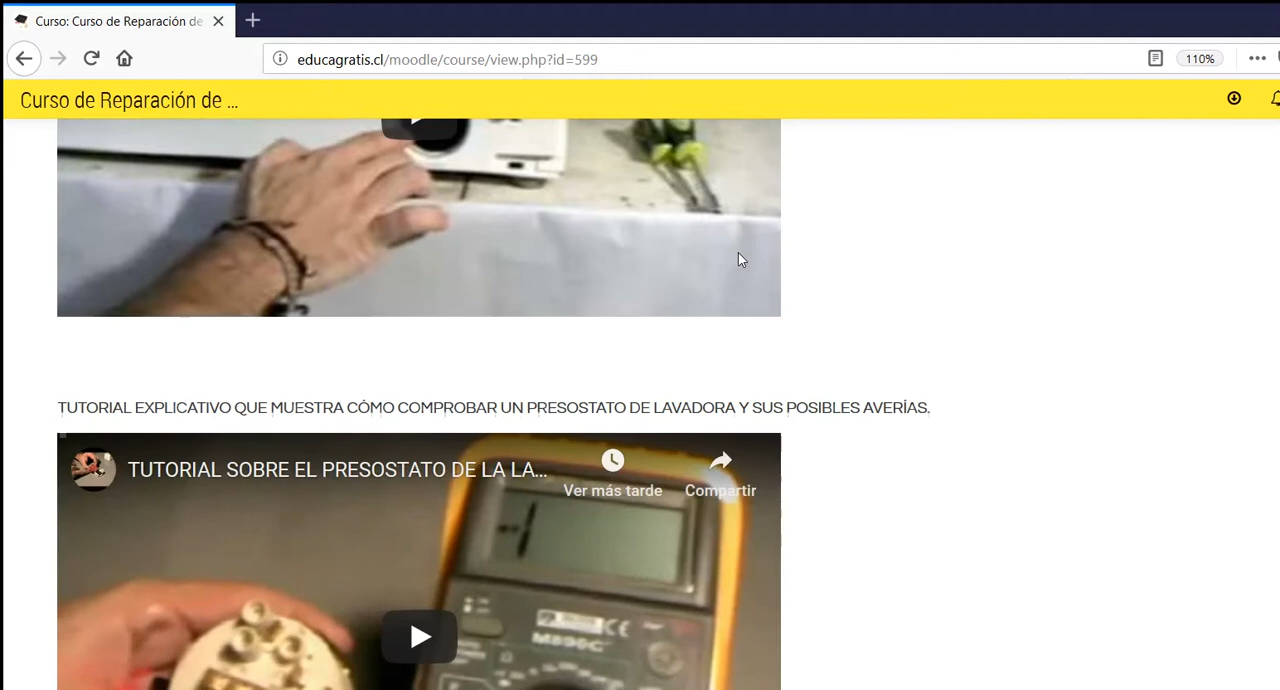 Curso: Curso de Reparación de
educagratis.cl/moodle/course/view.php?id=599
110%
Curso de Reparación de ...
TUTORIAL EXPLICATIVO QUE MUESTRA CÓMO COMPROBAR UN PRESOSTATO DE LAVADORA Y SUS POSIBLES AVERÍAS.
TUTORIAL SOBRE EL PRESOSTATO DE LA LA...
Ver más tarde
Compartir
M890C